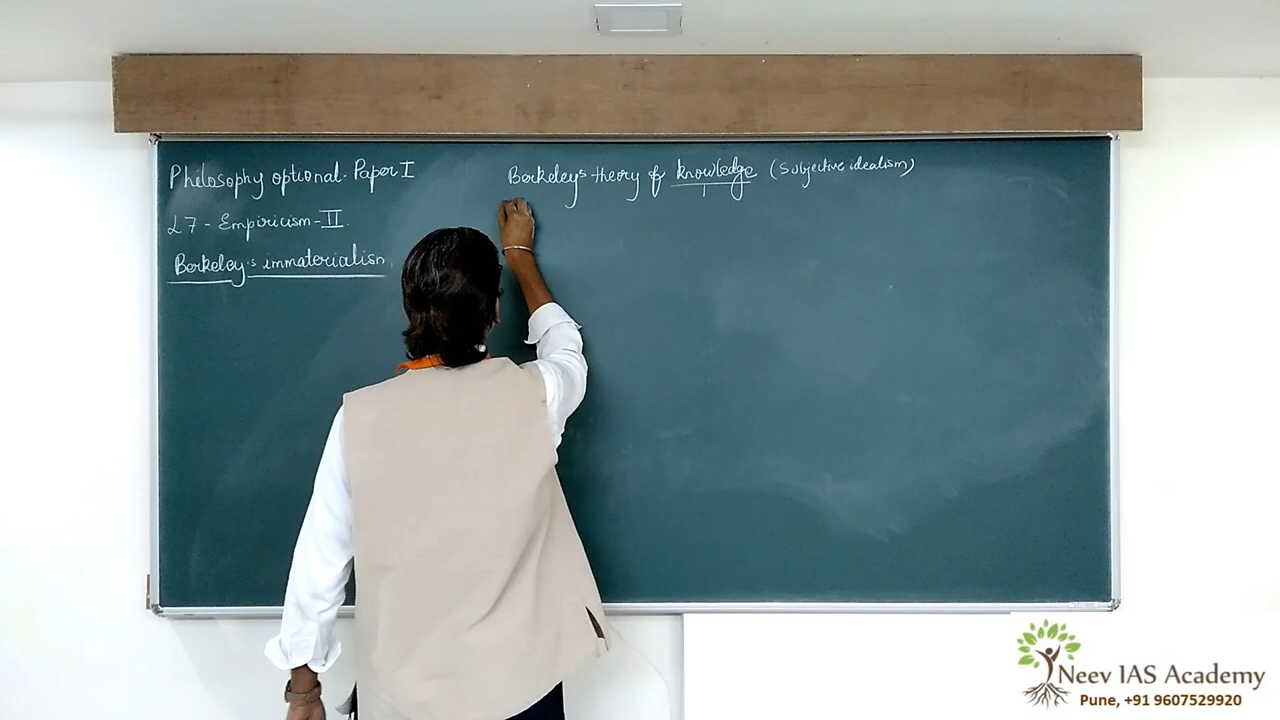 Philosophy optional - Paper I
L7 - Empiricism - II
Berkeley's immaterialism
Berkeley's theory of knowledge (Subjective idealism)
Neev IAS Academy
Pune, +91 9607529920